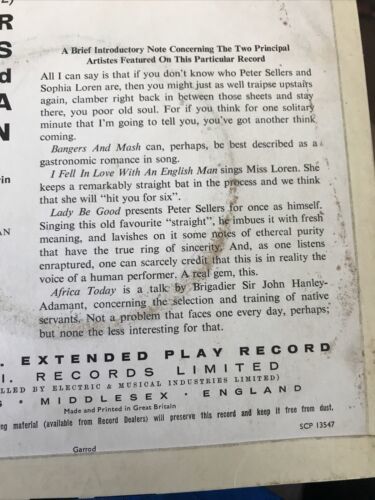 R
S
d
A
N
in
AN
A Brief Introductory Note Concerning The Two Principal
Artistes Featured On This Particular Record
All I can say is that if you don't know who Peter Sellers and
Sophia Loren are, then you might just as well traipse upstairs
again, clamber right back in between those sheets and stay
there, you poor old soul. For if you think for one solitary
minute that I'm going to tell you, you've got another think
coming.
Bangers And Mash can, perhaps, be best described as a
gastronomic romance in song.
I Fell In Love With An English Man sings Miss Loren. She
keeps a remarkably straight bat in the process and we think
that she will "hit you for six".
Lady Be Good presents Peter Sellers for once as himself.
Singing this old favourite "straight", he imbues it with fresh
meaning, and lavishes on it some notes of ethereal purity
that have the true ring of sincerity. And, as one listens
enraptured, one can scarcely credit that this is in reality the
voice of a human performer. A real gem, this.
Africa Today is a talk by Brigadier Sir John Hanley-
Adamant, concerning the selection and training of native
servants. Not a problem that faces one every day, perhaps;
but none the less interesting for that.
. EXTENDED PLAY RECORD
I. RECORDS LIMITED
LLED BY ELECTRIC & MUSICAL INDUSTRIES LIMITED)
S · MIDDLESEX · ENGLAND
Made and Printed in Great Britain
ng material (available from Record Dealers) will preserve this record and keep it free from dust.
SCP 13547
Garrod